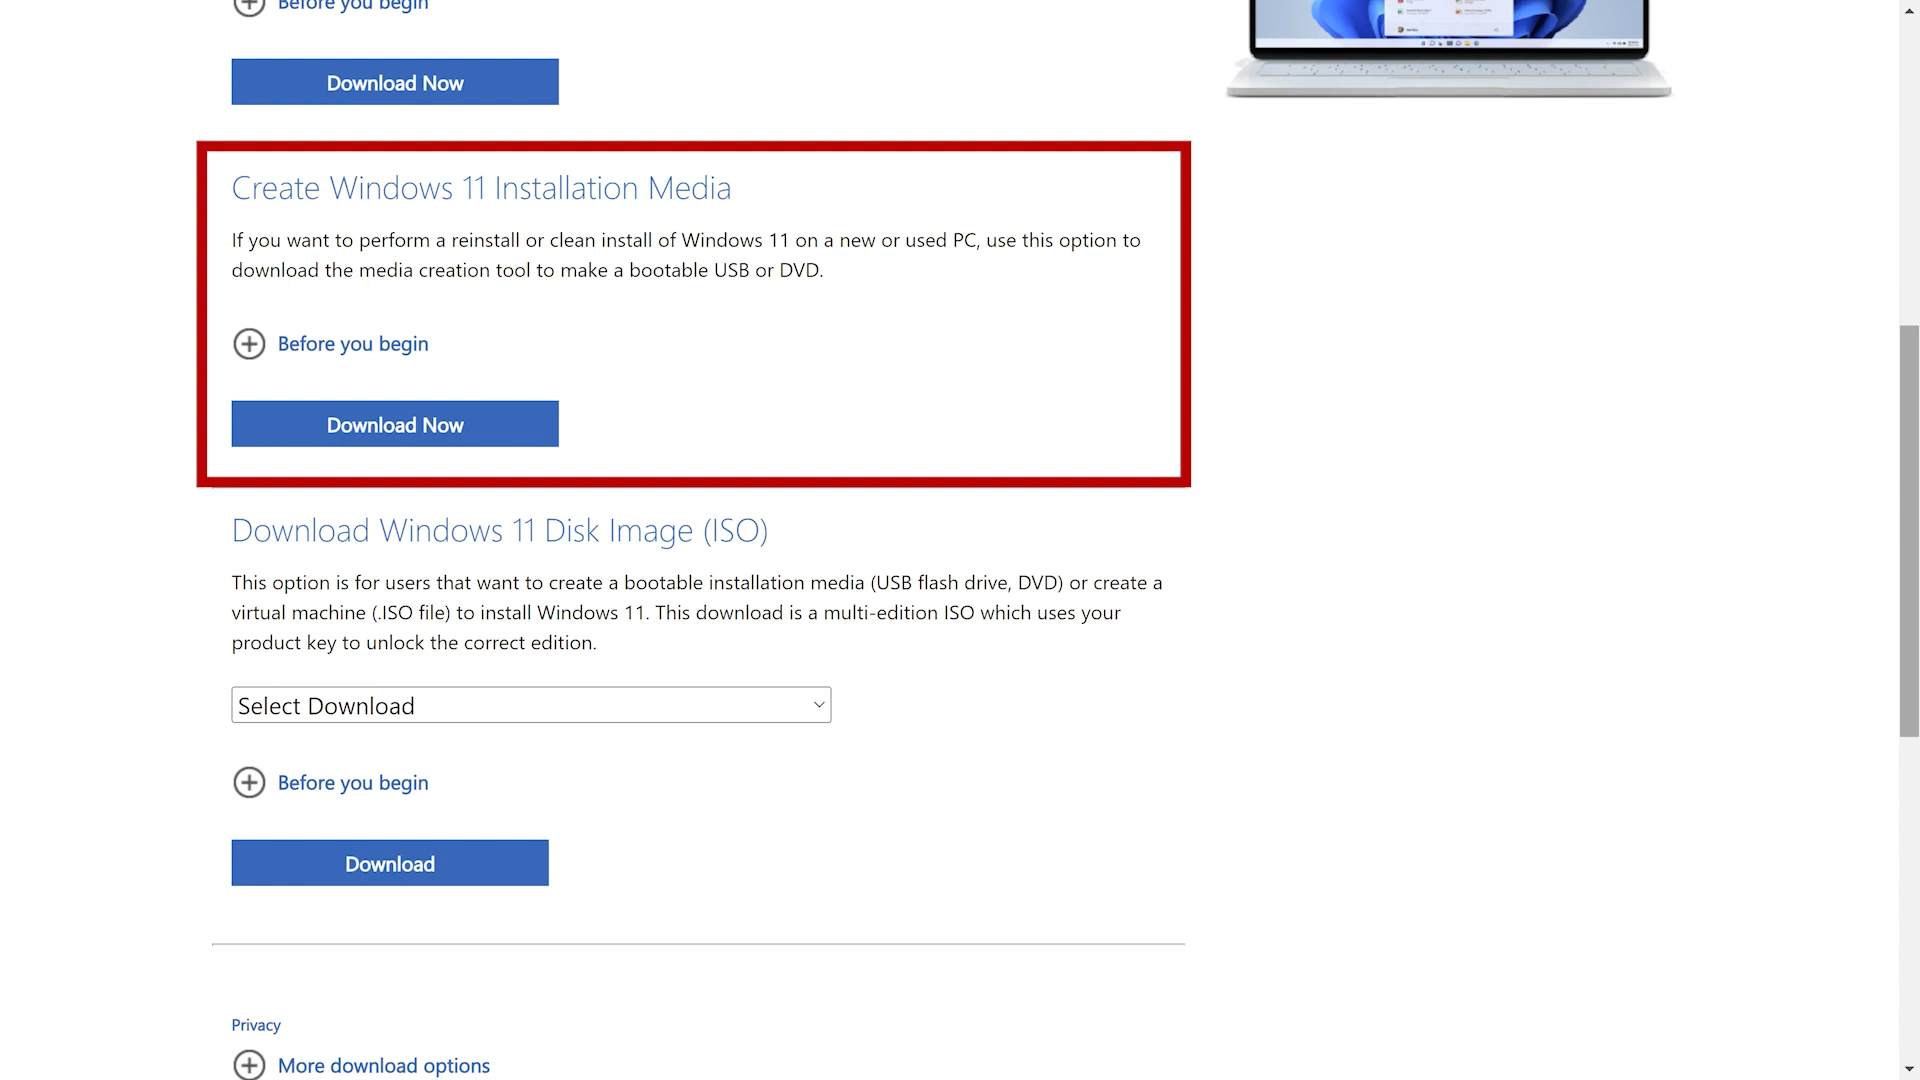 Before you begin
Download Now
Create Windows 11 Installation Media
If you want to perform a reinstall or clean install of Windows 11 on a new or used PC, use this option to
download the media creation tool to make a bootable USB or DVD.
Before you begin
Download Now
Download Windows 11 Disk Image (ISO)
This option is for users that want to create a bootable installation media (USB flash drive, DVD) or create a
virtual machine (.ISO file) to install Windows 11. This download is a multi-edition ISO which uses your
product key to unlock the correct edition.
Select Download
Before you begin
Download
Privacy
More download options